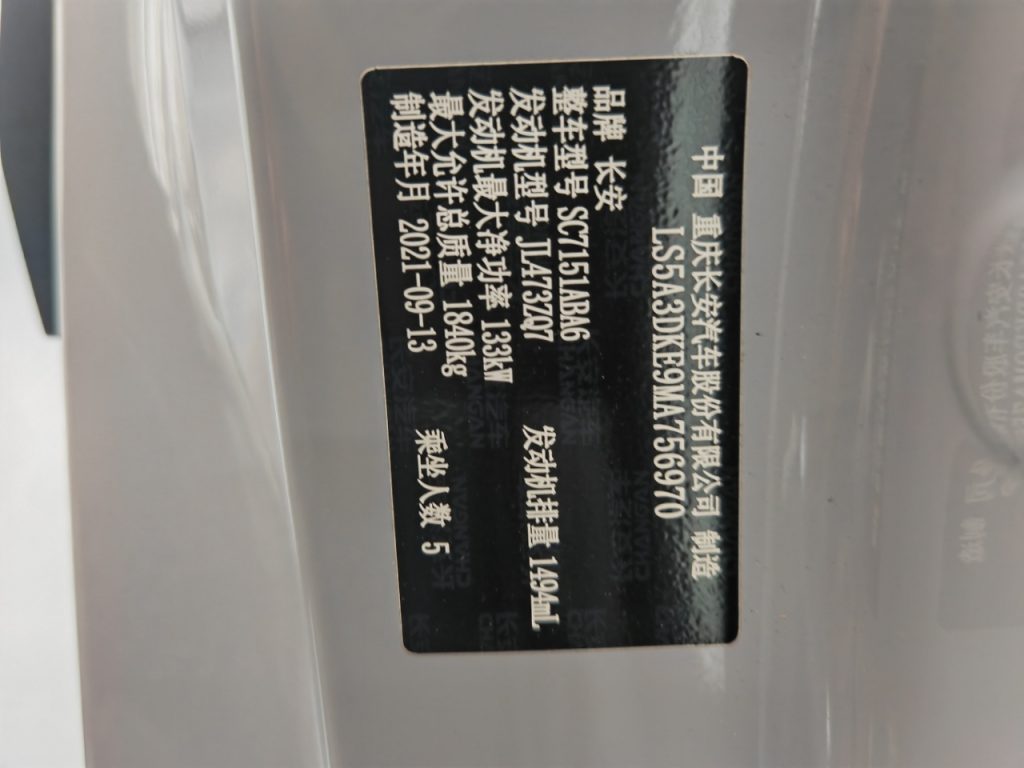 中国 重庆长安汽车股份有限公司 制造
LS5A3DKE9MA756970
品牌 长安
整车型号 SC7151ABA6
发动机型号 JL473ZQ7 发动机排量 1494mL
发动机最大净功率 133kW
最大允许总质量 1840kg
制造年月 2021-09-13 乘坐人数 5